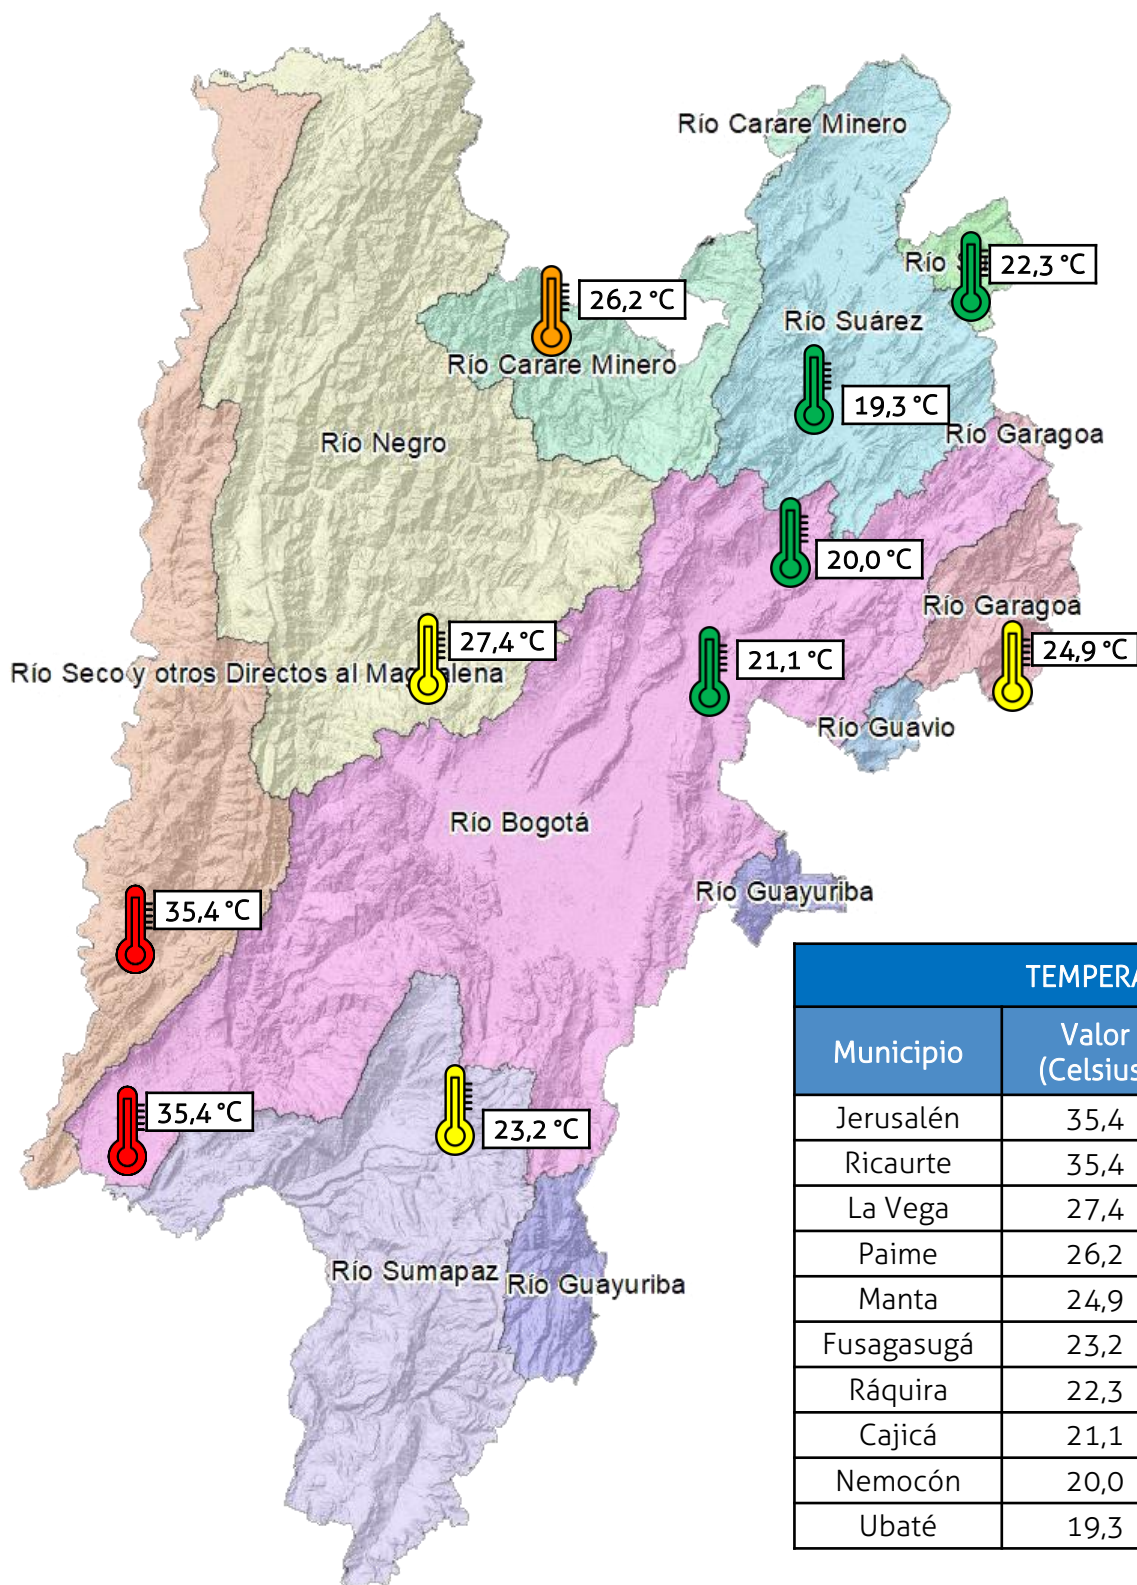 Río Carare Minero
Río
22,3 °C
26,2 °C
Río Suárez
Río Carare Minero
19,3 °C
Río Negro
Río Garagoa
20,0 °C
Río Garagoa
27,4 °C
21,1 °C
24,9 °C
Río Seco y otros Directos al Magdalena
Río Guavio
Río Bogotá
Río Guayuriba
35,4 °C
35,4 °C
23,2 °C
Río Sumapaz
Río Guayuriba
TEMPERA
Municipio Valor (Celsius
Jerusalén 35,4
Ricaurte 35,4
La Vega 27,4
Paime 26,2
Manta 24,9
Fusagasugá 23,2
Ráquira 22,3
Cajicá 21,1
Nemocón 20,0
Ubaté 19,3